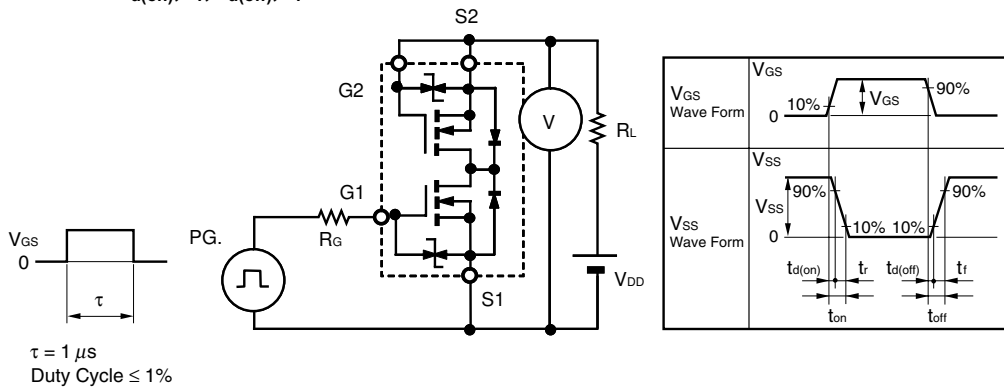 S2
G2
V
RL
G1
RG
PG.
VGS
0
τ
VDD
S1
τ = 1 μs
Duty Cycle ≤ 1%
VGS
Wave Form
VGS
10%
0
VGS
90%
VSS
Wave Form
VSS
90%
VSS
0
10% 10%
90%
td(on) tr td(off) tf
ton toff